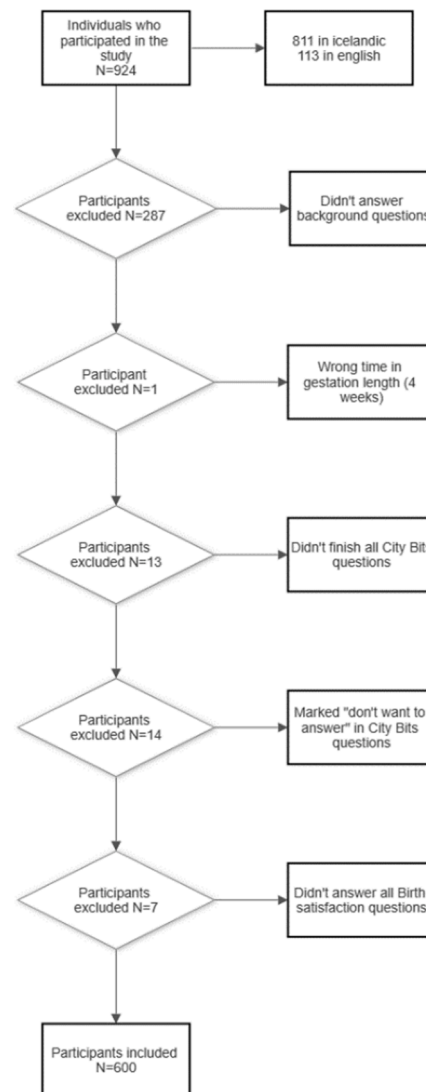 Individuals who
participated in the
study
N=924
811 in icelandic
113 in english
Participants
excluded N=287
Didn't answer
background questions
Participant
excluded N=1
Wrong time in
gestation length (4
weeks)
Participants
excluded N=13
Didn't finish all City Bits
questions
Participants
excluded N=14
Marked "don't want to
answer" in City Bits
questions
Participants
excluded N=7
Didn't answer all Birth
satisfaction questions
Participants included
N=600